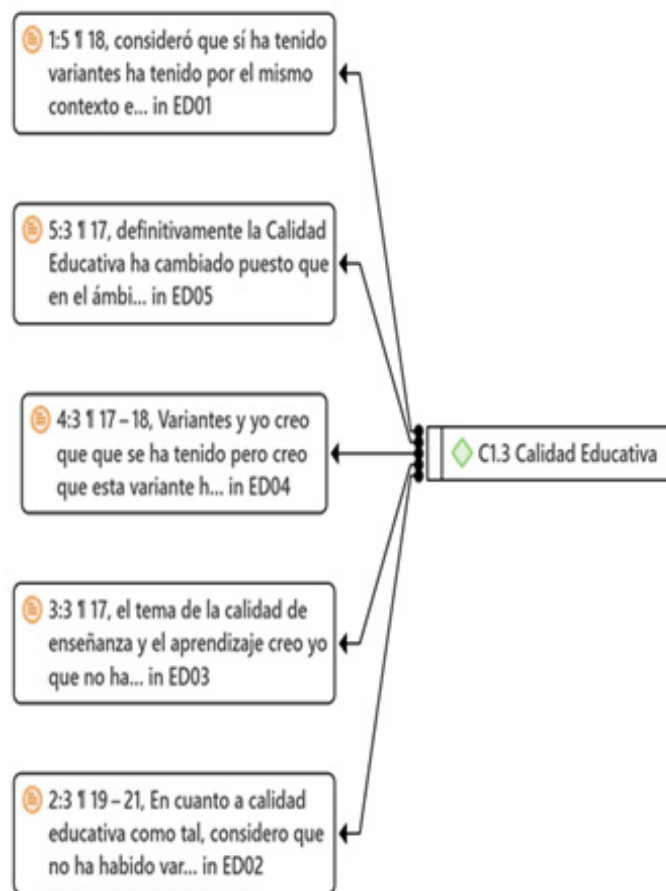 1:5 ¶ 18, consideró que sí ha tenido
variantes ha tenido por el mismo
contexto e... in ED01
5:3 ¶ 17, definitivamente la Calidad
Educativa ha cambiado puesto que
en el ámbi... in ED05
4:3 ¶ 17 – 18, Variantes y yo creo
que que se ha tenido pero creo
que esta variante h... in ED04
C1.3 Calidad Educativa
3:3 ¶ 17, el tema de la calidad de
enseñanza y el aprendizaje creo yo
que no ha... in ED03
2:3 ¶ 19 – 21, En cuanto a calidad
educativa como tal, considero que
no ha habido var... in ED02